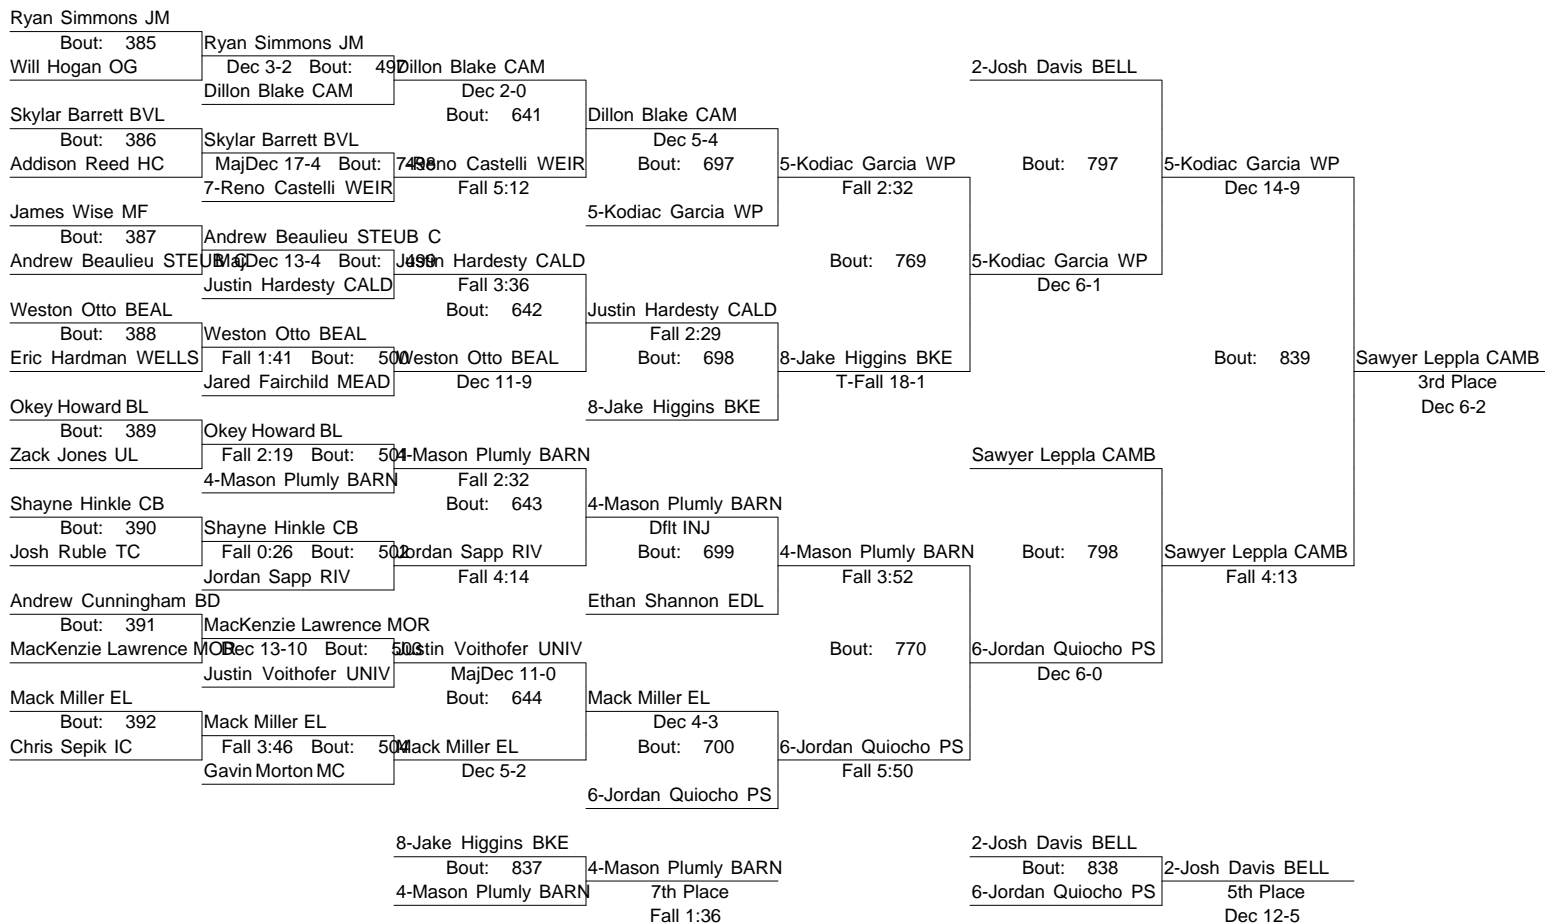 Ryan Simmons JM
Bout: 385
Will Hogan OG
Skylar Barrett BVL
Bout: 386
Addison Reed HC
James Wise MF
Bout: 387
Andrew Beaulieu STEUB C
Weston Otto BEAL
Bout: 388
Eric Hardman WELLS
Okey Howard BL
Bout: 389
Zack Jones UL
Shayne Hinkle CB
Bout: 390
Josh Ruble TC
Andrew Cunningham BD
Bout: 391
MacKenzie Lawrence MOR
Mack Miller EL
Bout: 392
Chris Sepik IC
Ryan Simmons JM
Dec 3-2 Bout: 497
Dillon Blake CAM
Skylar Barrett BVL
MajDec 17-4 Bout: 498
7-Reno Castelli WEIR
Andrew Beaulieu STEUB C
MajDec 13-4 Bout: 499
Justin Hardesty CALD
Weston Otto BEAL
Fall 1:41 Bout: 500
Jared Fairchild MEAD
Okey Howard BL
Fall 2:19 Bout: 501
4-Mason Plumly BARN
Shayne Hinkle CB
Fall 0:26 Bout: 502
Jordan Sapp RIV
MacKenzie Lawrence MOR
Dec 13-10 Bout: 503
Justin Voithofer UNIV
Mack Miller EL
Fall 3:46 Bout: 504
Gavin Morton MC
Dillon Blake CAM
Dec 2-0
Bout: 641
7-Reno Castelli WEIR
Fall 5:12
Justin Hardesty CALD
Fall 3:36
Bout: 642
Weston Otto BEAL
Dec 11-9
4-Mason Plumly BARN
Fall 2:32
Bout: 643
Jordan Sapp RIV
Fall 4:14
Justin Voithofer UNIV
MajDec 11-0
Bout: 644
Mack Miller EL
Dec 5-2
Dillon Blake CAM
Dec 5-4
Bout: 697
5-Kodiac Garcia WP
Justin Hardesty CALD
Fall 2:29
Bout: 698
8-Jake Higgins BKE
4-Mason Plumly BARN
Dflt INJ
Bout: 699
Ethan Shannon EDL
Mack Miller EL
Dec 4-3
Bout: 700
6-Jordan Quiocho PS
5-Kodiac Garcia WP
Fall 2:32
Bout: 769
8-Jake Higgins BKE
T-Fall 18-1
4-Mason Plumly BARN
Fall 3:52
Bout: 770
6-Jordan Quiocho PS
Fall 5:50
2-Josh Davis BELL
Bout: 797
5-Kodiac Garcia WP
Dec 6-1
Sawyer Leppla CAMB
Bout: 798
6-Jordan Quiocho PS
Dec 6-0
5-Kodiac Garcia WP
Dec 14-9
Bout: 839
Sawyer Leppla CAMB
Fall 4:13
Sawyer Leppla CAMB
3rd Place
Dec 6-2
8-Jake Higgins BKE
Bout: 837
4-Mason Plumly BARN
4-Mason Plumly BARN
7th Place
Fall 1:36
2-Josh Davis BELL
Bout: 838
6-Jordan Quiocho PS
2-Josh Davis BELL
5th Place
Dec 12-5